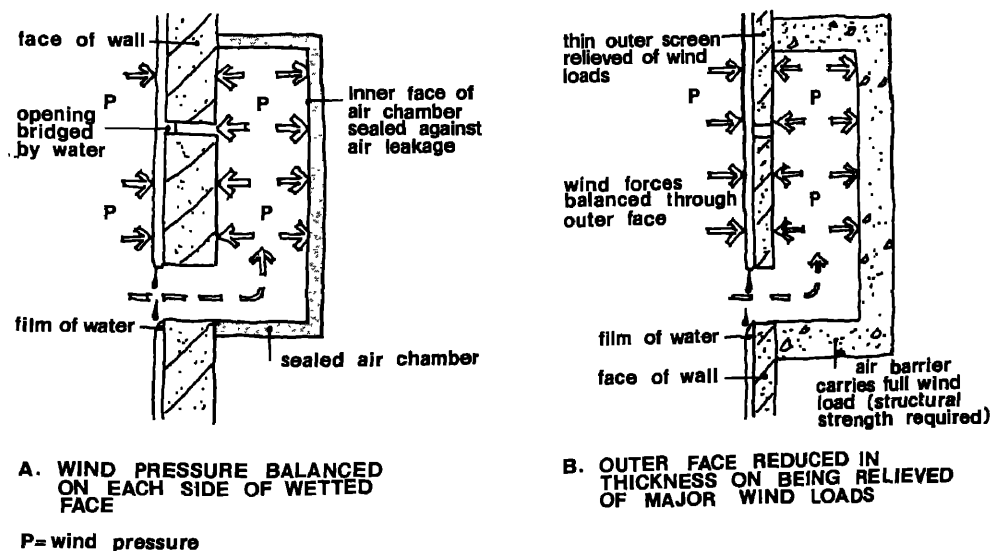 face of wall
P
P
opening
bridged
by water
inner face of
air chamber
sealed against
air leakage
P
P
film of water
sealed air chamber
A. WIND PRESSURE BALANCED
ON EACH SIDE OF WETTED
FACE
P= wind pressure
thin outer screen
relieved of wind
loads
P
P
wind forces
balanced through
outer face
P
film of water
face of wall
air barrier
carries full wind
load (structural
strength required)
B. OUTER FACE REDUCED IN
THICKNESS ON BEING RELIEVED
OF MAJOR WIND LOADS